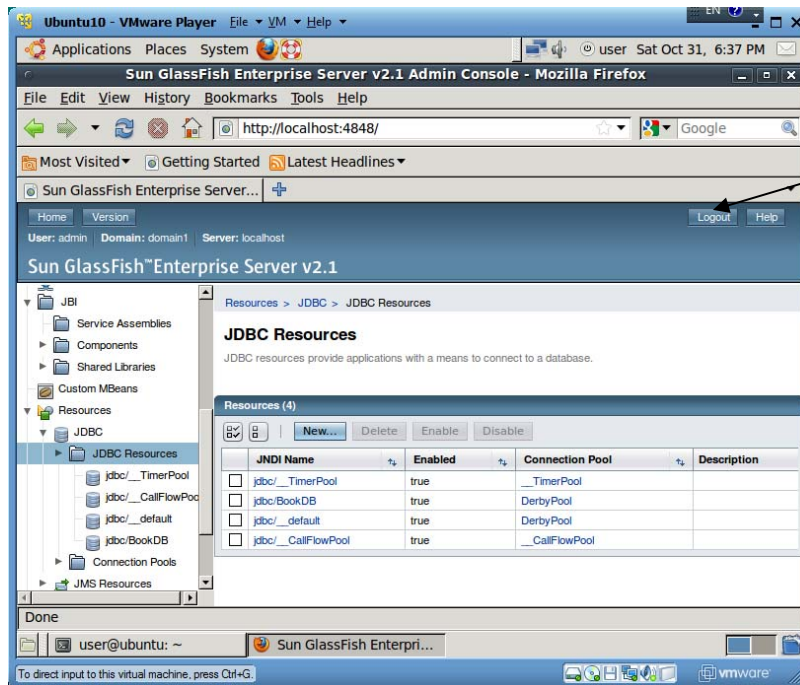 Ubuntu10 - VMware Player File VM Help
EN
Applications Places System user Sat Oct 31, 6:37 PM
Sun GlassFish Enterprise Server v2.1 Admin Console - Mozilla Firefox
File Edit View History Bookmarks Tools Help
http://localhost:4848/ Google
Most Visited Getting Started Latest Headlines
Sun GlassFish Enterprise Server...
Home Version Logout Help
User: admin Domain: domain1 Server: localhost
Sun GlassFish™ Enterprise Server v2.1
JBI
Service Assemblies
Components
Shared Libraries
Custom MBeans
Resources
JDBC
JDBC Resources
jdbc/__TimerPool
jdbc/__CallFlowPoo
jdbc/__default
jdbc/BookDB
Connection Pools
JMS Resources
Resources > JDBC > JDBC Resources
JDBC Resources
JDBC resources provide applications with a means to connect to a database.
Resources (4)
New... Delete Enable Disable
JNDI Name Enabled Connection Pool Description
jdbc/__TimerPool true __TimerPool
jdbc/BookDB true DerbyPool
jdbc/__default true DerbyPool
jdbc/__CallFlowPool true __CallFlowPool
Done
user@ubuntu: ~ Sun GlassFish Enterpri...
To direct input to this virtual machine, press Ctrl+G. vmware